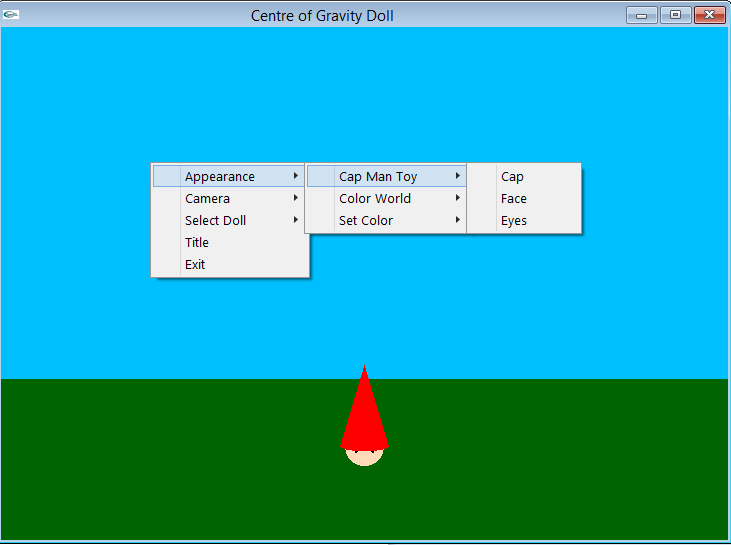 Centre of Gravity Doll
Appearance Cap Man Toy Cap
Camera Color World Face
Select Doll Set Color Eyes
Title
Exit